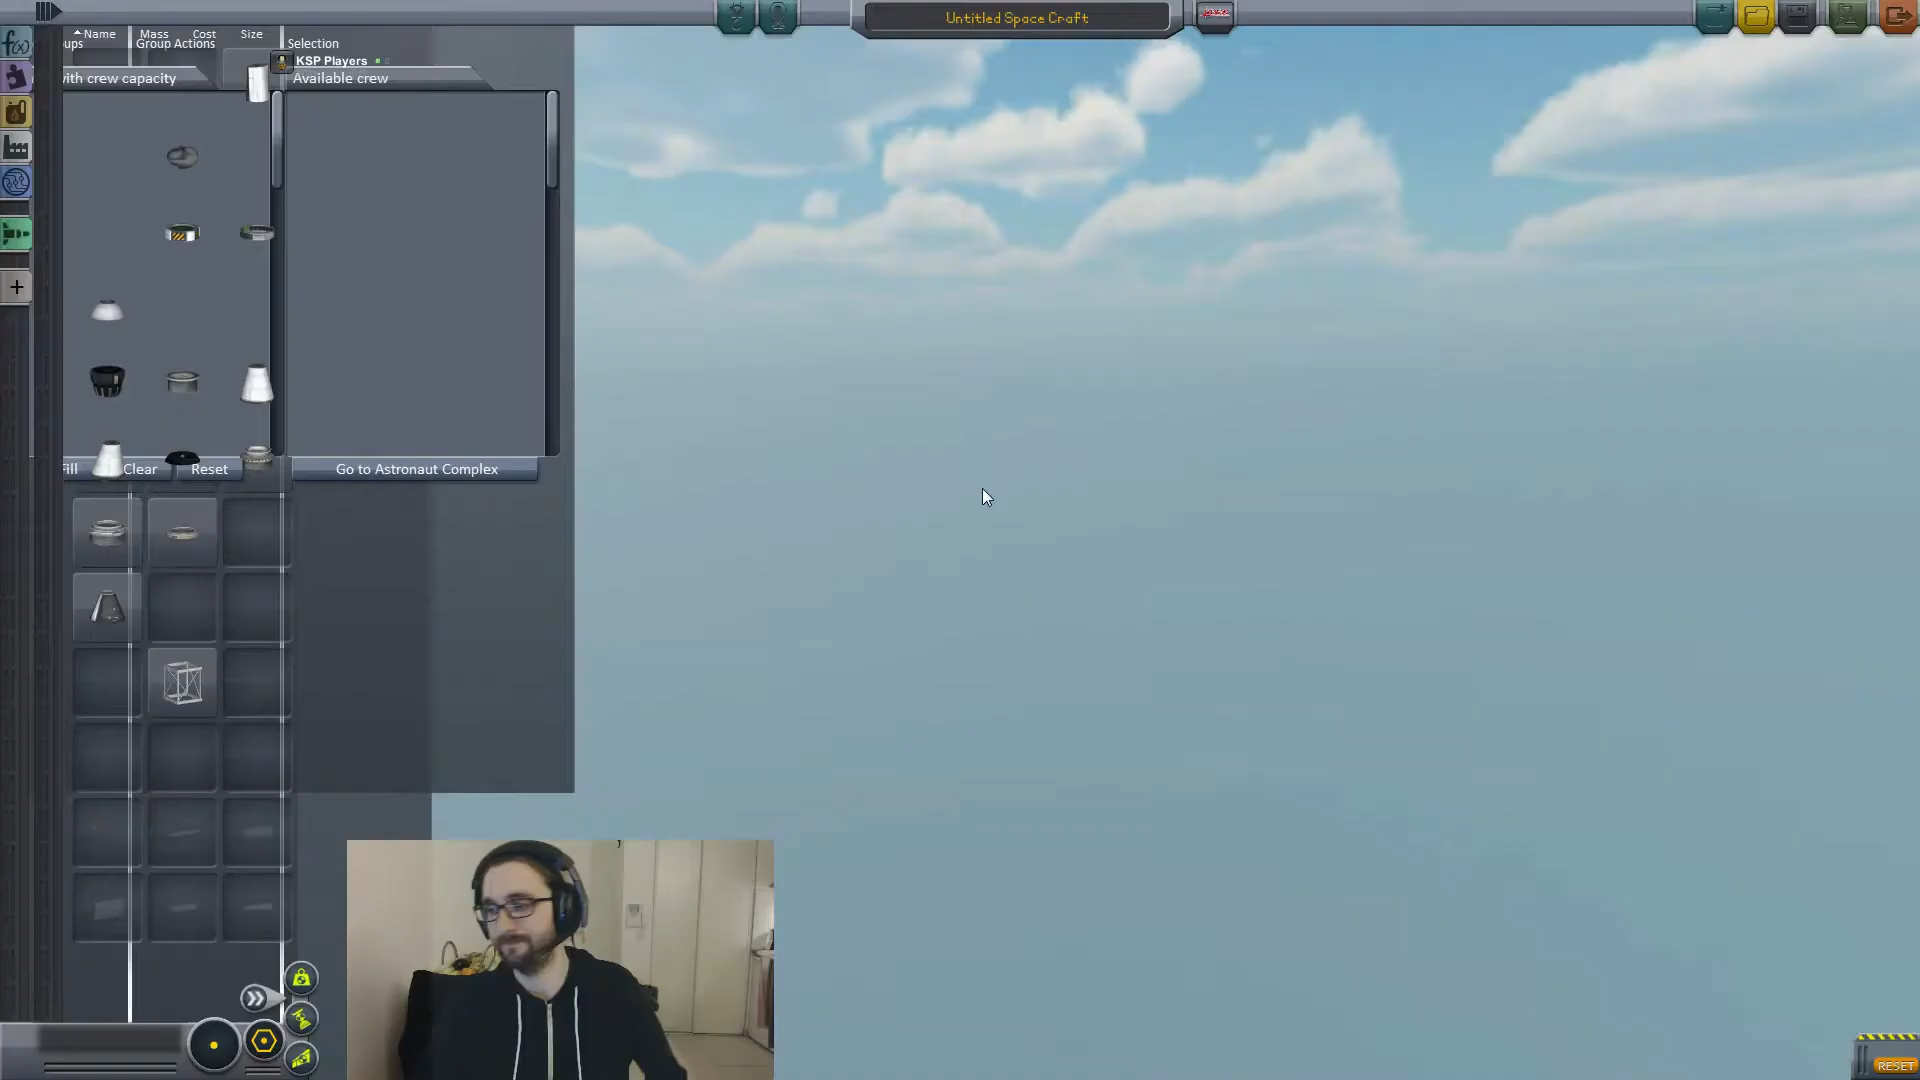 Untitled Space Craft
Name Mass Cost Size
ups Group Actions Selection
KSP Players
ith crew capacity Available crew
f(x)
+
Fill Clear Reset Go to Astronaut Complex
RESET